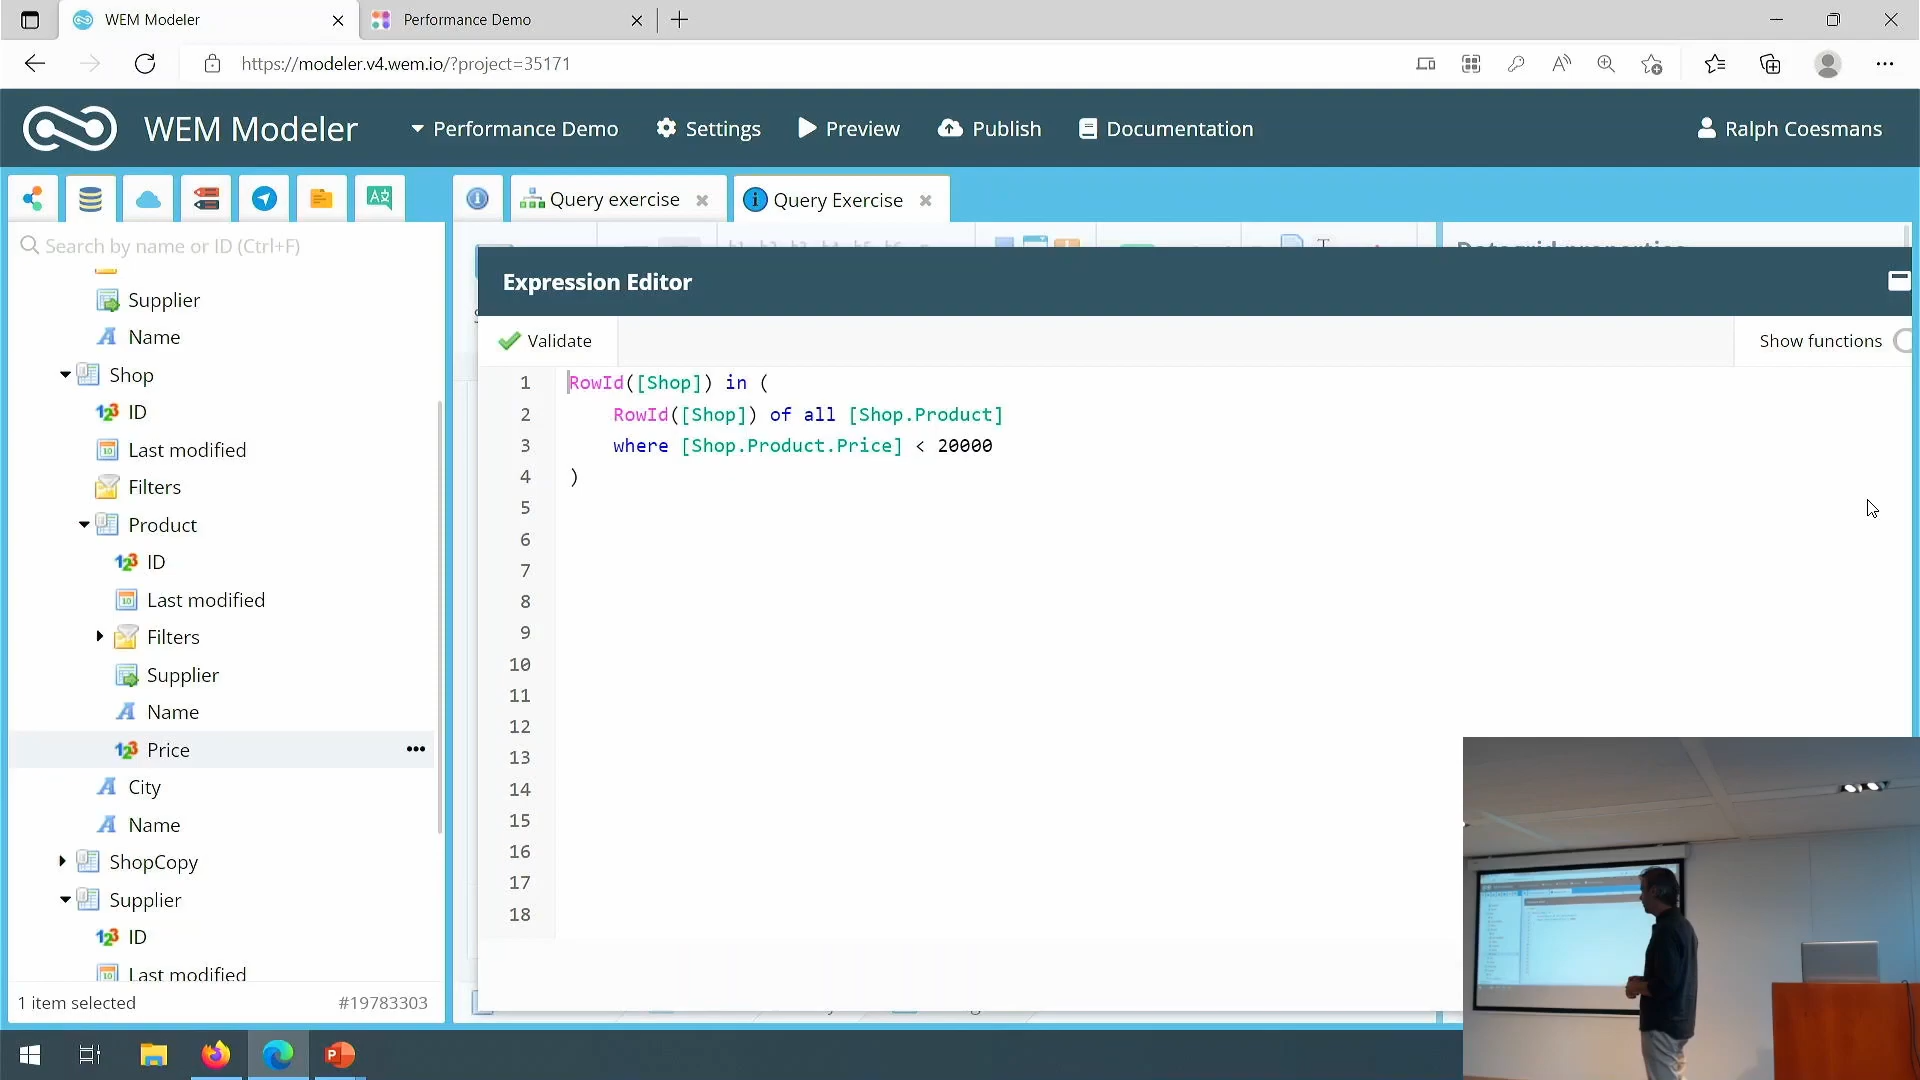 WEM Modeler
Performance Demo
https://modeler.v4.wem.io/?project=35171
WEM Modeler
Performance Demo
Settings
Preview
Publish
Documentation
Ralph Coesmans
Query exercise
Query Exercise
Search by name or ID (Ctrl+F)
Supplier
Name
Shop
ID
Last modified
Filters
Product
ID
Last modified
Filters
Supplier
Name
Price
City
Name
ShopCopy
Supplier
ID
Last modified
1 item selected
#19783303
Datagrid properties
Expression Editor
Validate
Show functions
1 RowId([Shop]) in (
2 RowId([Shop]) of all [Shop.Product]
3 where [Shop.Product.Price] < 20000
4 )
5
6
7
8
9
10
11
12
13
14
15
16
17
18